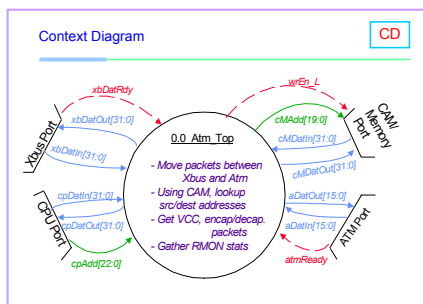 Context Diagram
CD
xbDatRdy
wrEn_L
xbDatOut[31:0]
xbDatIn[31:0]
Xbus Port
cMAdd[19:0]
cMDatIn[31:0]
cMDatOut[31:0]
CAM/
Memory
Port
0.0 Atm_Top
- Move packets between
Xbus and Atm
- Using CAM, lookup
src/dest addresses
- Get VCC, encap/decap.
packets
- Gather RMON stats
cpDatIn[31:0]
cpDatOut[31:0]
CPU Port
cpAdd[22:0]
aDatOut[15:0]
aDatIn[15:0]
ATM Port
atmReady